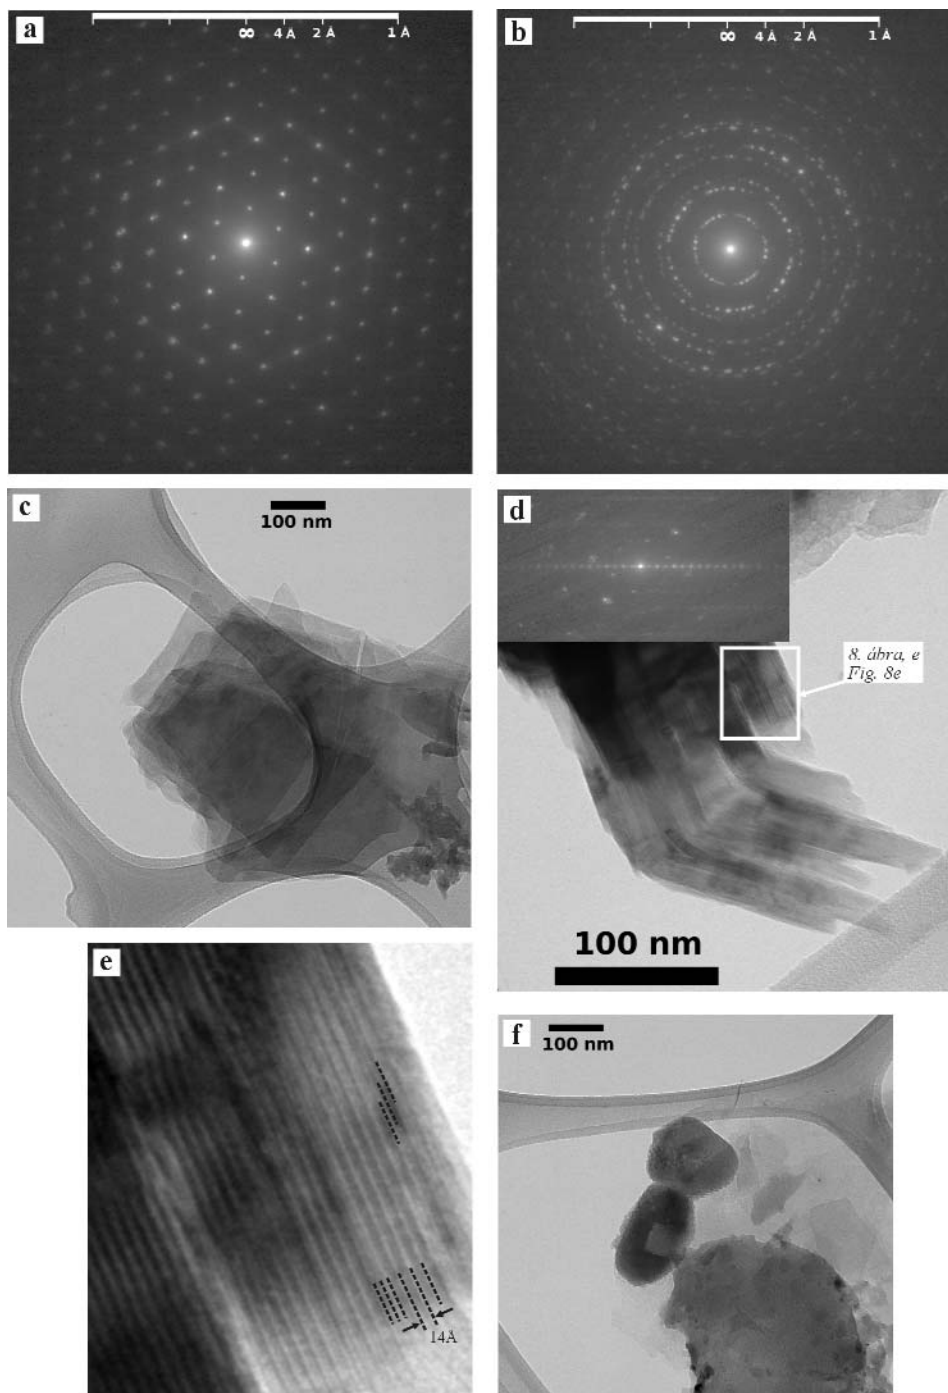 a
∞ 4 Å 2 Å 1 Å
b
∞ 4 Å 2 Å 1 Å
c
100 nm
d
8. ábra, e
Fig. 8e
100 nm
e
14Å
f
100 nm